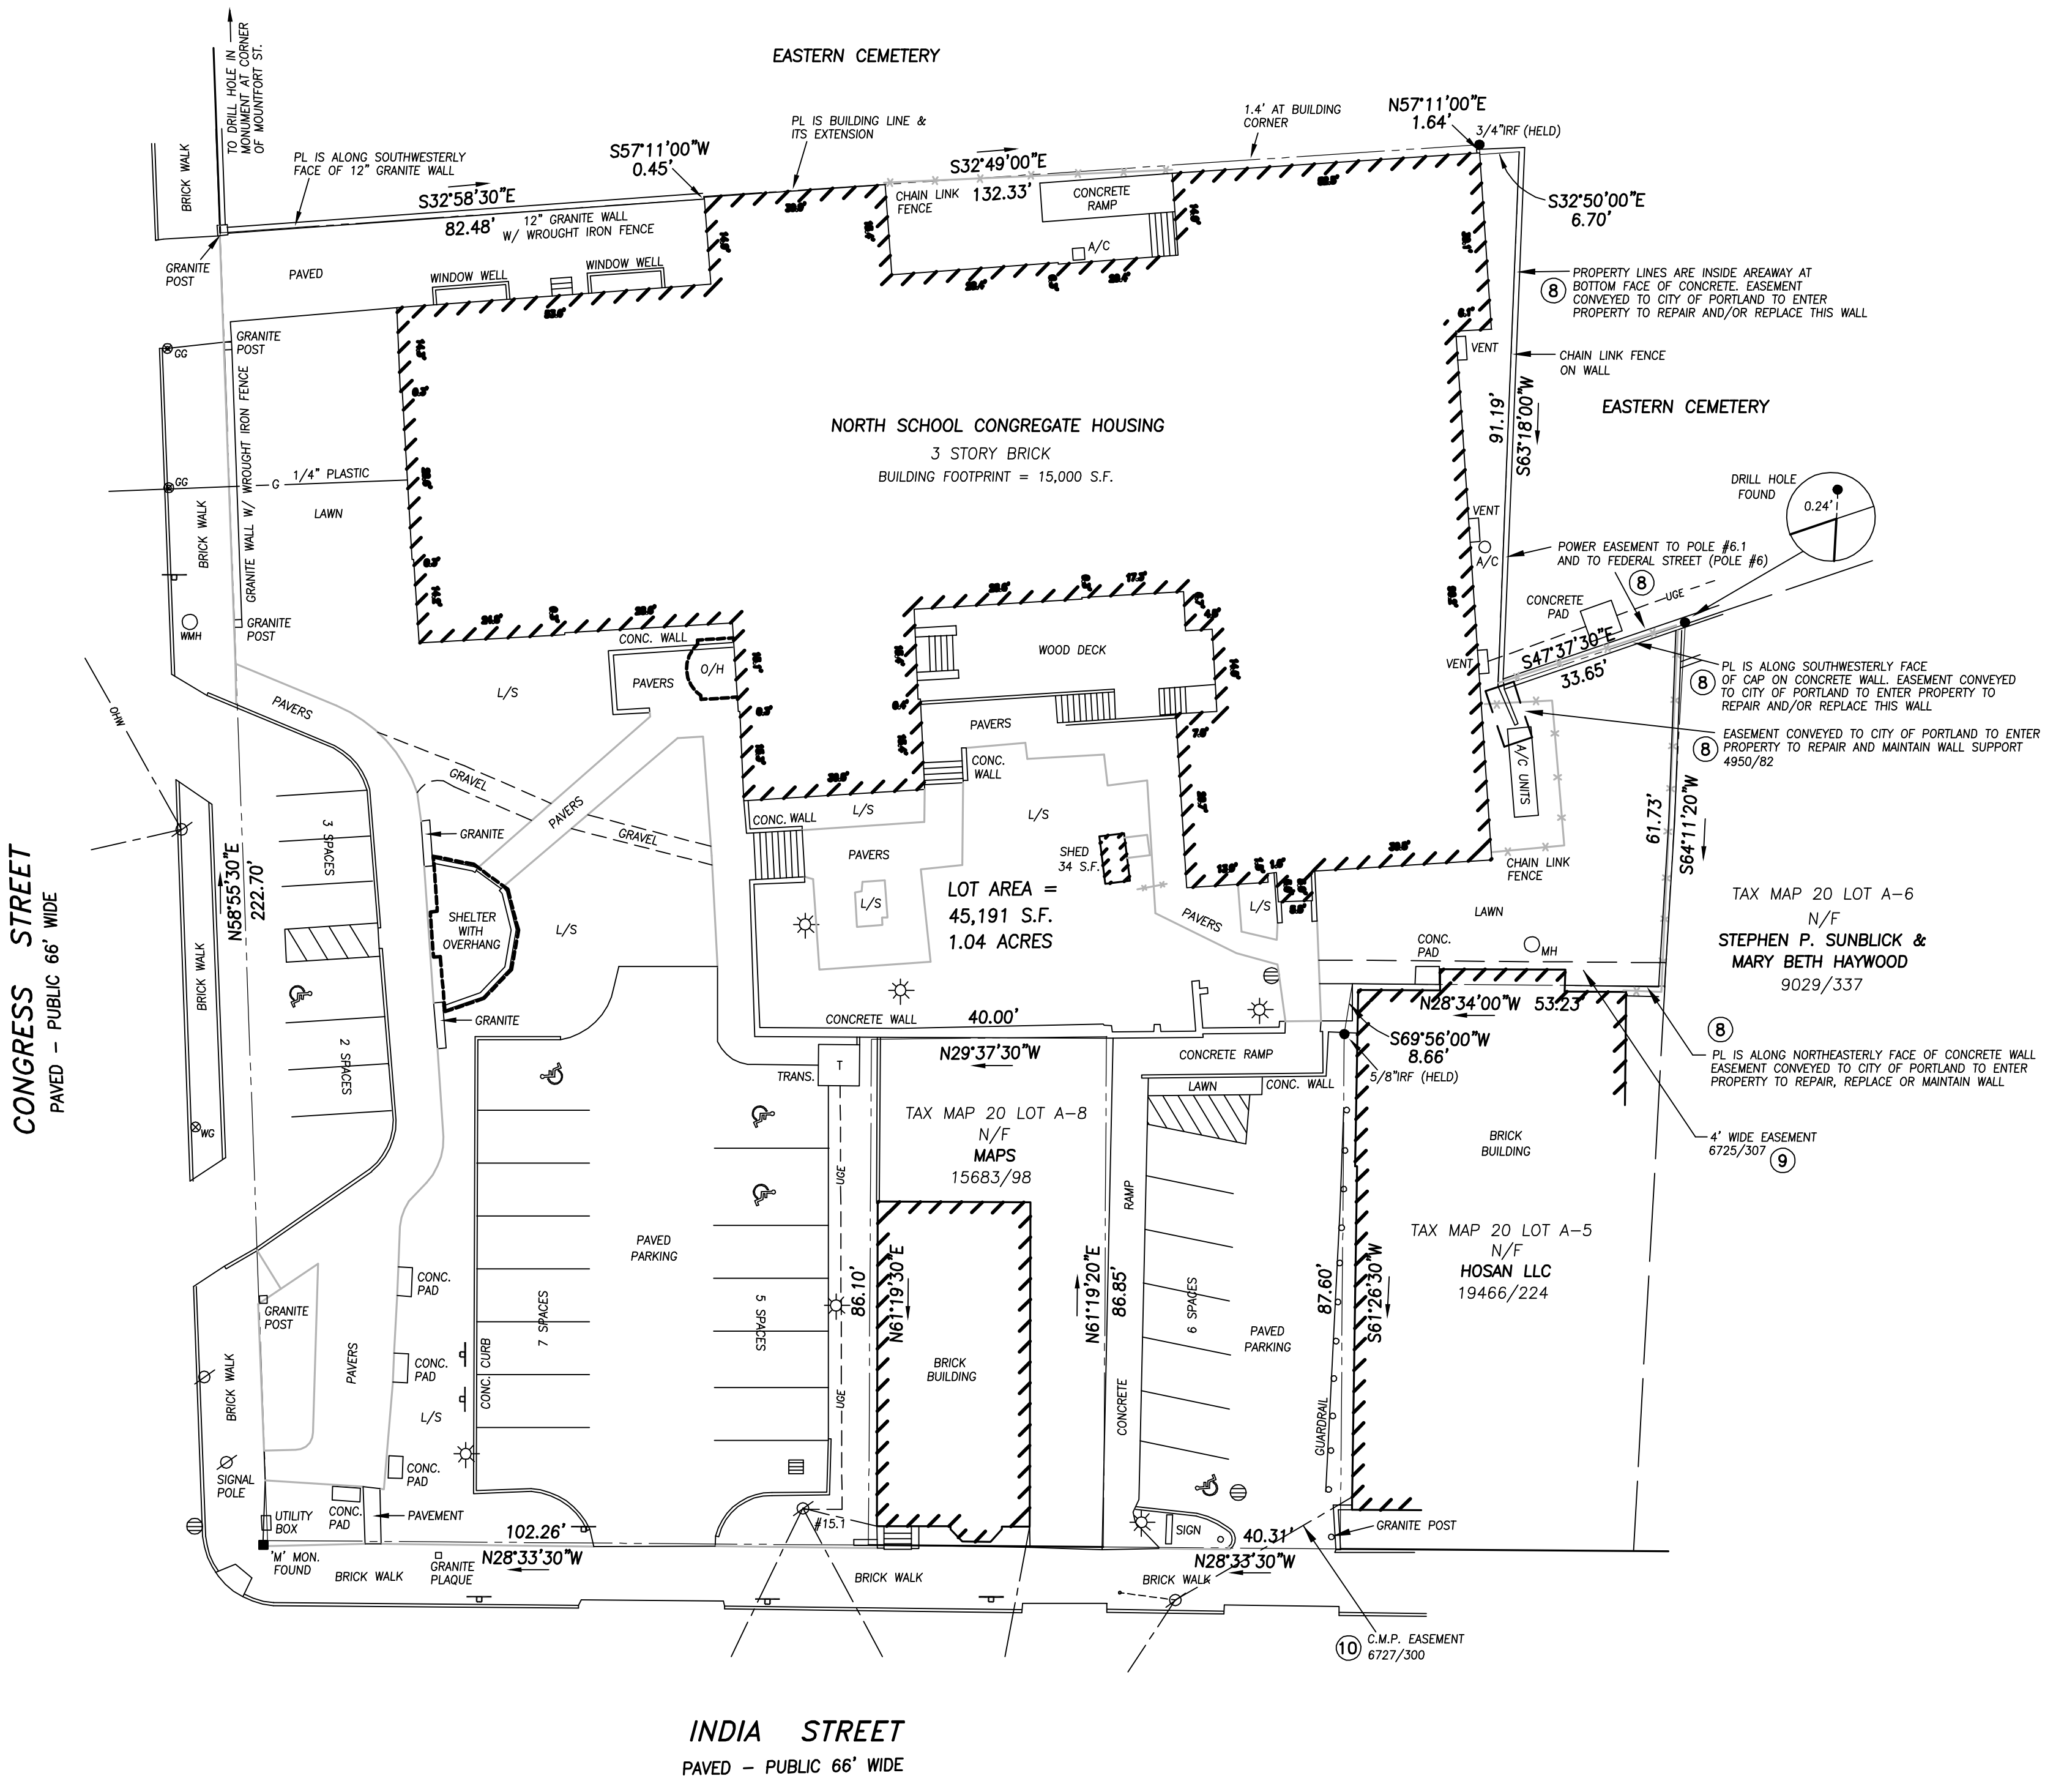 TO DRILL HOLE IN
MONUMENT AT CORNER
OF MOUNTFORT ST.
EASTERN CEMETERY
BRICK WALK
PL IS ALONG SOUTHWESTERLY
FACE OF 12" GRANITE WALL
S32°58'30"E
82.48'
12" GRANITE WALL
W/ WROUGHT IRON FENCE
S57°11'00"W
0.45'
PL IS BUILDING LINE &
ITS EXTENSION
S32°49'00"E
132.33'
CHAIN LINK
FENCE
CONCRETE
RAMP
A/C
1.4' AT BUILDING
CORNER
N57°11'00"E
1.64'
3/4"IRF (HELD)
S32°50'00"E
6.70'
GRANITE
POST
PAVED
WINDOW WELL
WINDOW WELL
PROPERTY LINES ARE INSIDE AREAWAY AT
BOTTOM FACE OF CONCRETE. EASEMENT
CONVEYED TO CITY OF PORTLAND TO ENTER
PROPERTY TO REPAIR AND/OR REPLACE THIS WALL
8
GRANITE
POST
GG
VENT
CHAIN LINK FENCE
ON WALL
EASTERN CEMETERY
91.19'
S63°18'00"W
NORTH SCHOOL CONGREGATE HOUSING
3 STORY BRICK
BUILDING FOOTPRINT = 15,000 S.F.
GRANITE WALL W/ WROUGHT IRON FENCE
GG
G
1/4" PLASTIC
LAWN
BRICK WALK
DRILL HOLE
FOUND
0.24'
VENT
A/C
POWER EASEMENT TO POLE #6.1
AND TO FEDERAL STREET (POLE #6)
8
WMH
GRANITE
POST
CONC. WALL
O/H
PAVERS
L/S
WOOD DECK
CONCRETE
PAD
UGE
VENT
S47°37'30"E
33.65'
PL IS ALONG SOUTHWESTERLY FACE
OF CAP ON CONCRETE WALL. EASEMENT CONVEYED
TO CITY OF PORTLAND TO ENTER PROPERTY TO
REPAIR AND/OR REPLACE THIS WALL
8
EASEMENT CONVEYED TO CITY OF PORTLAND TO ENTER
PROPERTY TO REPAIR AND MAINTAIN WALL SUPPORT
4950/82
8
A/C UNITS
OHW
PAVERS
GRAVEL
PAVERS
GRAVEL
PAVERS
CONC.
WALL
L/S
CONC. WALL
L/S
PAVERS
L/S
SHED
34 S.F.
61.73'
S64°11'20"W
CHAIN LINK
FENCE
3 SPACES
GRANITE
LOT AREA =
45,191 S.F.
1.04 ACRES
PAVERS
L/S
LAWN
TAX MAP 20 LOT A-6
N/F
STEPHEN P. SUNBLICK &
MARY BETH HAYWOOD
9029/337
CONGRESS STREET
PAVED - PUBLIC 66' WIDE
N58°55'30"E
222.70'
BRICK WALK
SHELTER
WITH
OVERHANG
L/S
CONC.
PAD
MH
GRANITE
CONCRETE WALL
40.00'
N28°34'00"W 53.23'
2 SPACES
N29°37'30"W
CONCRETE RAMP
S69°56'00"W
8.66'
5/8"IRF (HELD)
8
PL IS ALONG NORTHEASTERLY FACE OF CONCRETE WALL
EASEMENT CONVEYED TO CITY OF PORTLAND TO ENTER
PROPERTY TO REPAIR, REPLACE OR MAINTAIN WALL
TRANS.
T
LAWN
CONC. WALL
WG
TAX MAP 20 LOT A-8
N/F
MAPS
15683/98
UGE
BRICK
BUILDING
4' WIDE EASEMENT
6725/307
9
RAMP
PAVED
PARKING
TAX MAP 20 LOT A-5
N/F
HOSAN LLC
19466/224
86.10'
N61°19'30"E
N61°19'20"E
86.85'
87.60'
S61°26'30"W
CONC.
PAD
GRANITE
POST
7 SPACES
5 SPACES
6 SPACES
PAVED
PARKING
PAVERS
CONC.
PAD
CONC. CURB
BRICK
BUILDING
BRICK WALK
L/S
UGE
CONCRETE
GUARDRAIL
SIGNAL
POLE
CONC.
PAD
UTILITY
BOX
CONC.
PAD
PAVEMENT
102.26'
#15.1
SIGN
40.31'
GRANITE POST
'M' MON.
FOUND
GRANITE
PLAQUE
N28°33'30"W
N28°33'30"W
BRICK WALK
BRICK WALK
BRICK WALK
10
C.M.P. EASEMENT
6727/300
INDIA STREET
PAVED - PUBLIC 66' WIDE